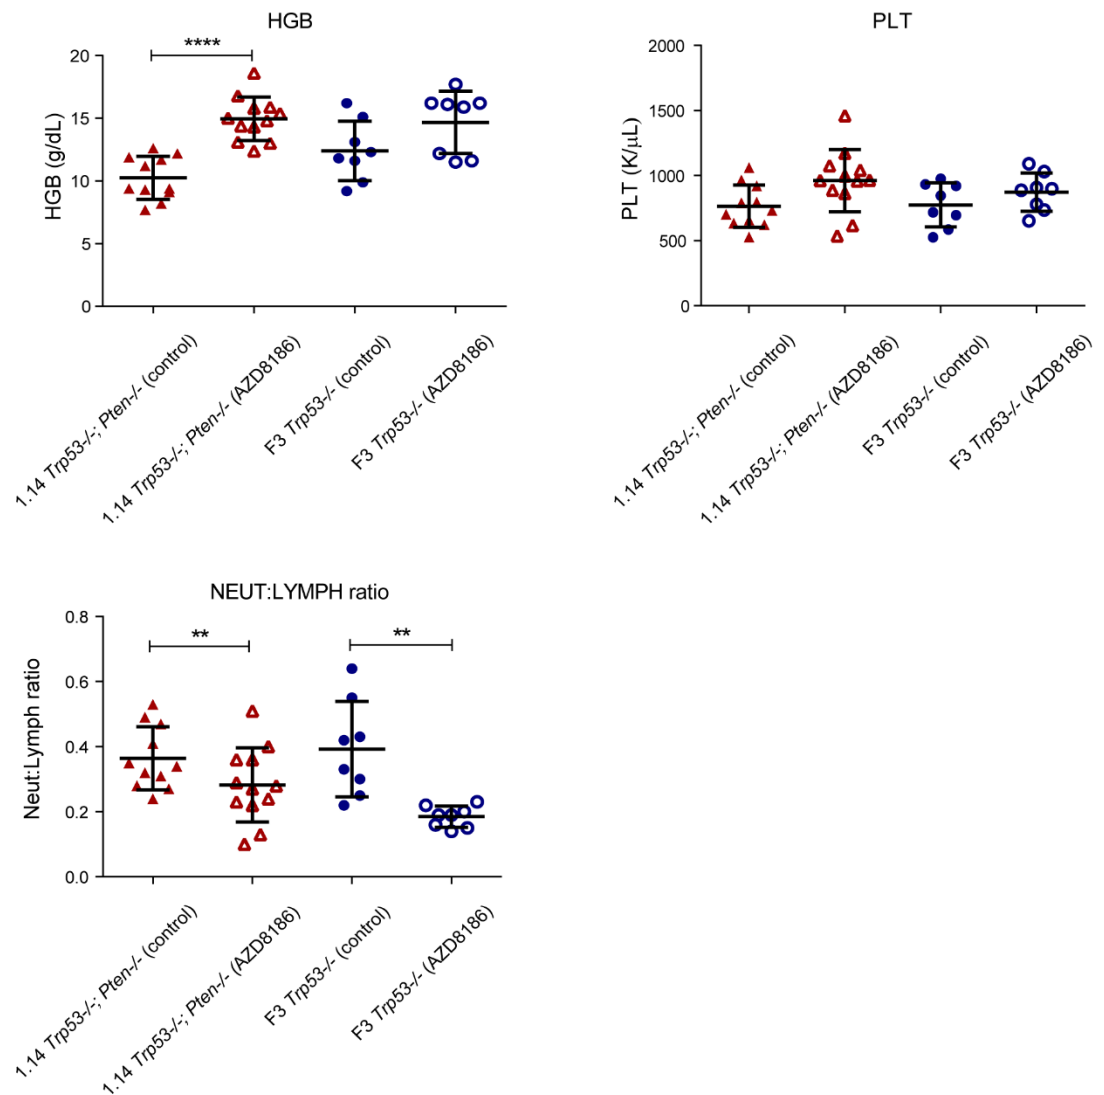 HGB
****
20
15
10
5
0
HGB (g/dL)
1.14 Trp53-/-; Pten-/- (control)
1.14 Trp53-/-; Pten-/- (AZD8186)
F3 Trp53-/- (control)
F3 Trp53-/- (AZD8186)
PLT
2000
1500
1000
500
0
PLT (K/µL)
1.14 Trp53-/-; Pten-/- (control)
1.14 Trp53-/-; Pten-/- (AZD8186)
F3 Trp53-/- (control)
F3 Trp53-/- (AZD8186)
NEUT:LYMPH ratio
** **
0.8
0.6
0.4
0.2
0.0
Neut:Lymph ratio
1.14 Trp53-/-; Pten-/- (control)
1.14 Trp53-/-; Pten-/- (AZD8186)
F3 Trp53-/- (control)
F3 Trp53-/- (AZD8186)